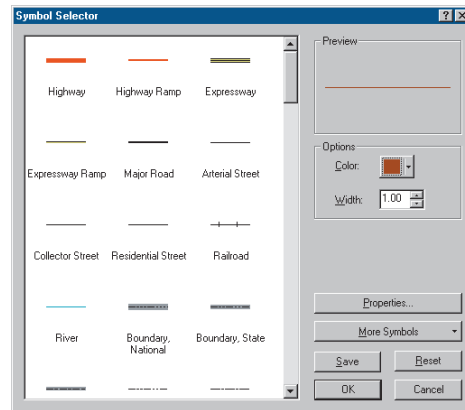 Symbol Selector
Highway
Highway Ramp
Expressway
Expressway Ramp
Major Road
Arterial Street
Collector Street
Residential Street
Railroad
River
Boundary,
National
Boundary, State
Preview
Options
Color:
Width:
1.00
Properties...
More Symbols
Save
Reset
OK
Cancel